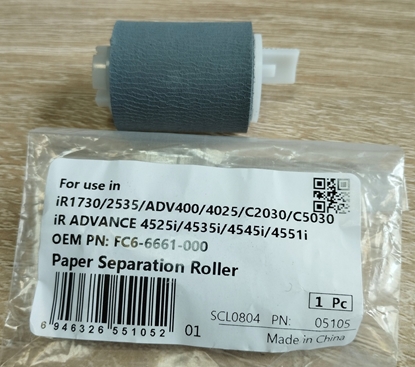 For use in
iR1730/2535/ADV400/4025/C2030/C5030
iR ADVANCE 4525i/4535i/4545i/4551i
OEM PN: FC6-6661-000
Paper Separation Roller
1 Pc
6 946326 551052 01
SCL0804 PN: 05105
Made in China